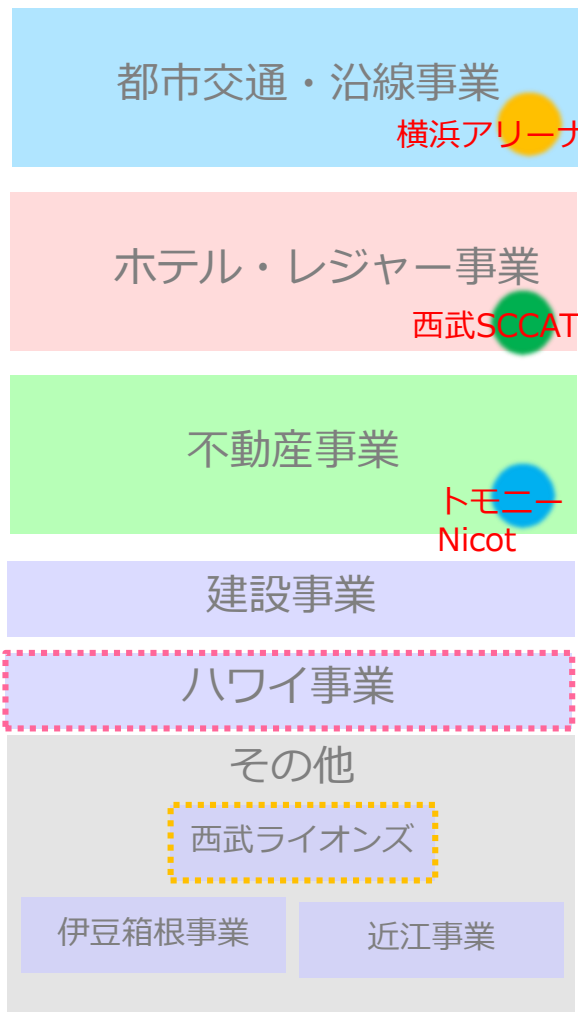 都市交通・沿線事業
横浜アリーナ
ホテル・レジャー事業
西武SCCAT
不動産事業
トモニー
Nicot
建設事業
ハワイ事業
その他
西武ライオンズ
伊豆箱根事業
近江事業